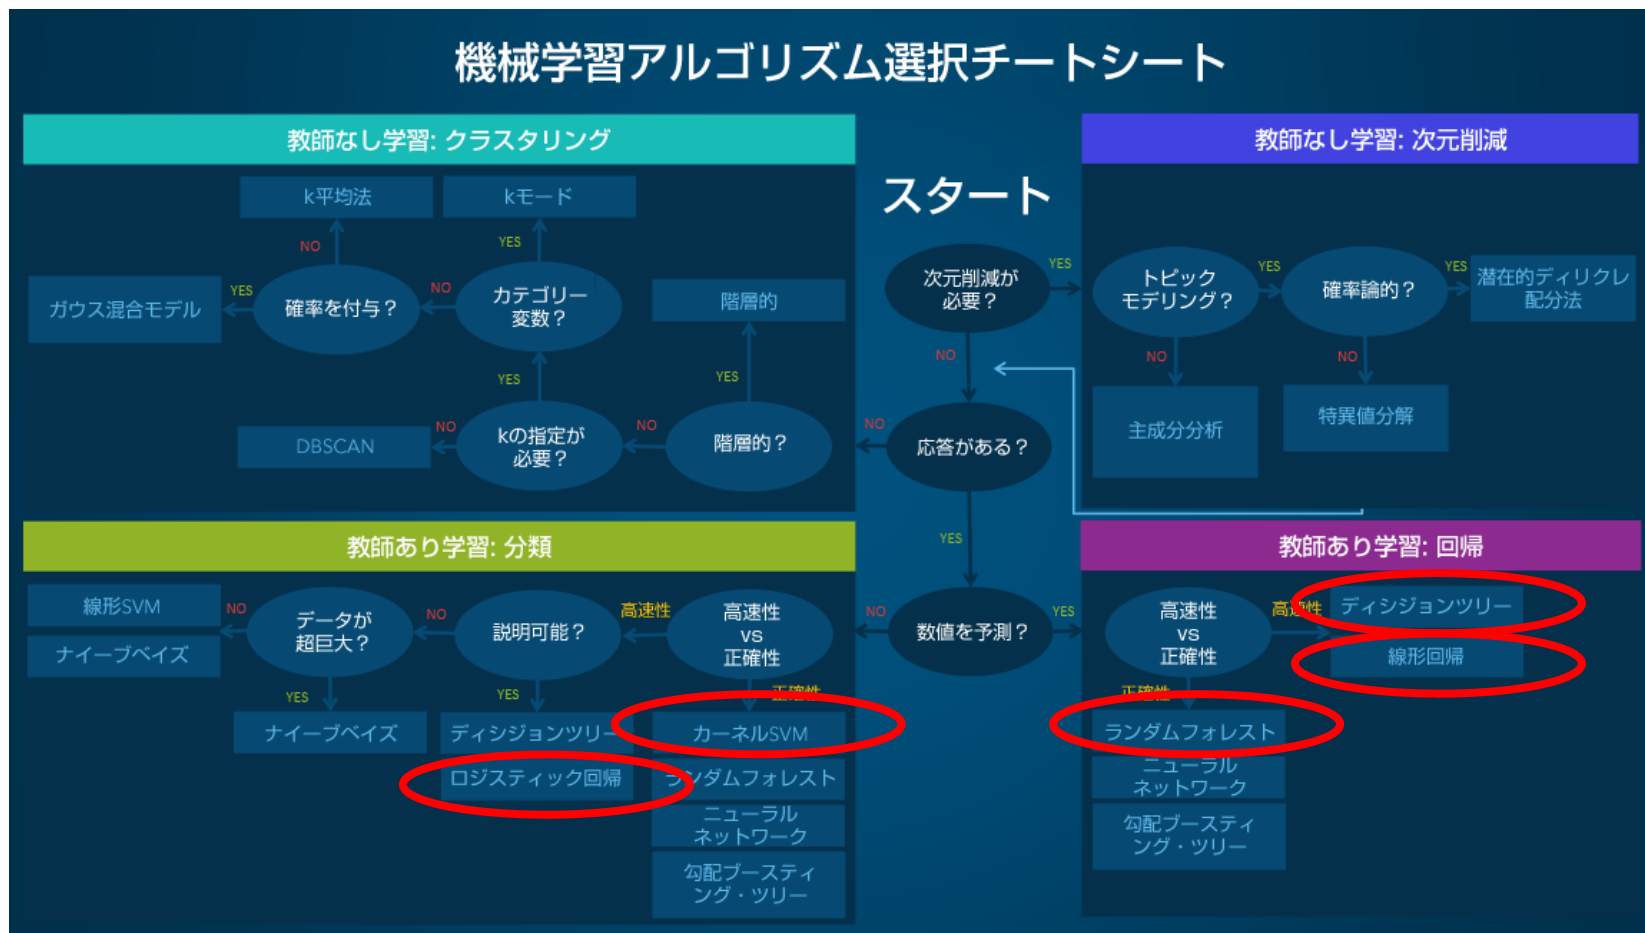 機械学習アルゴリズム選択チートシート
教師なし学習: クラスタリング
k平均法
kモード
NO
YES
ガウス混合モデル
YES
確率を付与？
NO
カテゴリー
変数？
階層的
YES
YES
DBSCAN
NO
kの指定が
必要？
NO
階層的？
スタート
次元削減が
必要？
YES
NO
NO
応答がある？
YES
NO
数値を予測？
YES
教師なし学習: 次元削減
トピック
モデリング？
YES
確率論的？
YES
潜在的ディリクレ
配分法
NO
NO
主成分分析
特異値分解
教師あり学習: 分類
線形SVM
ナイーブベイズ
NO
データが
超巨大？
NO
説明可能？
高速性
高速性
vs
正確性
YES
YES
正確性
ナイーブベイズ
ディシジョンツリー
ロジスティック回帰
カーネルSVM
ランダムフォレスト
ニューラル
ネットワーク
勾配ブースティ
ング・ツリー
教師あり学習: 回帰
高速性
vs
正確性
高速性
ディシジョンツリー
線形回帰
正確性
ランダムフォレスト
ニューラル
ネットワーク
勾配ブースティ
ング・ツリー